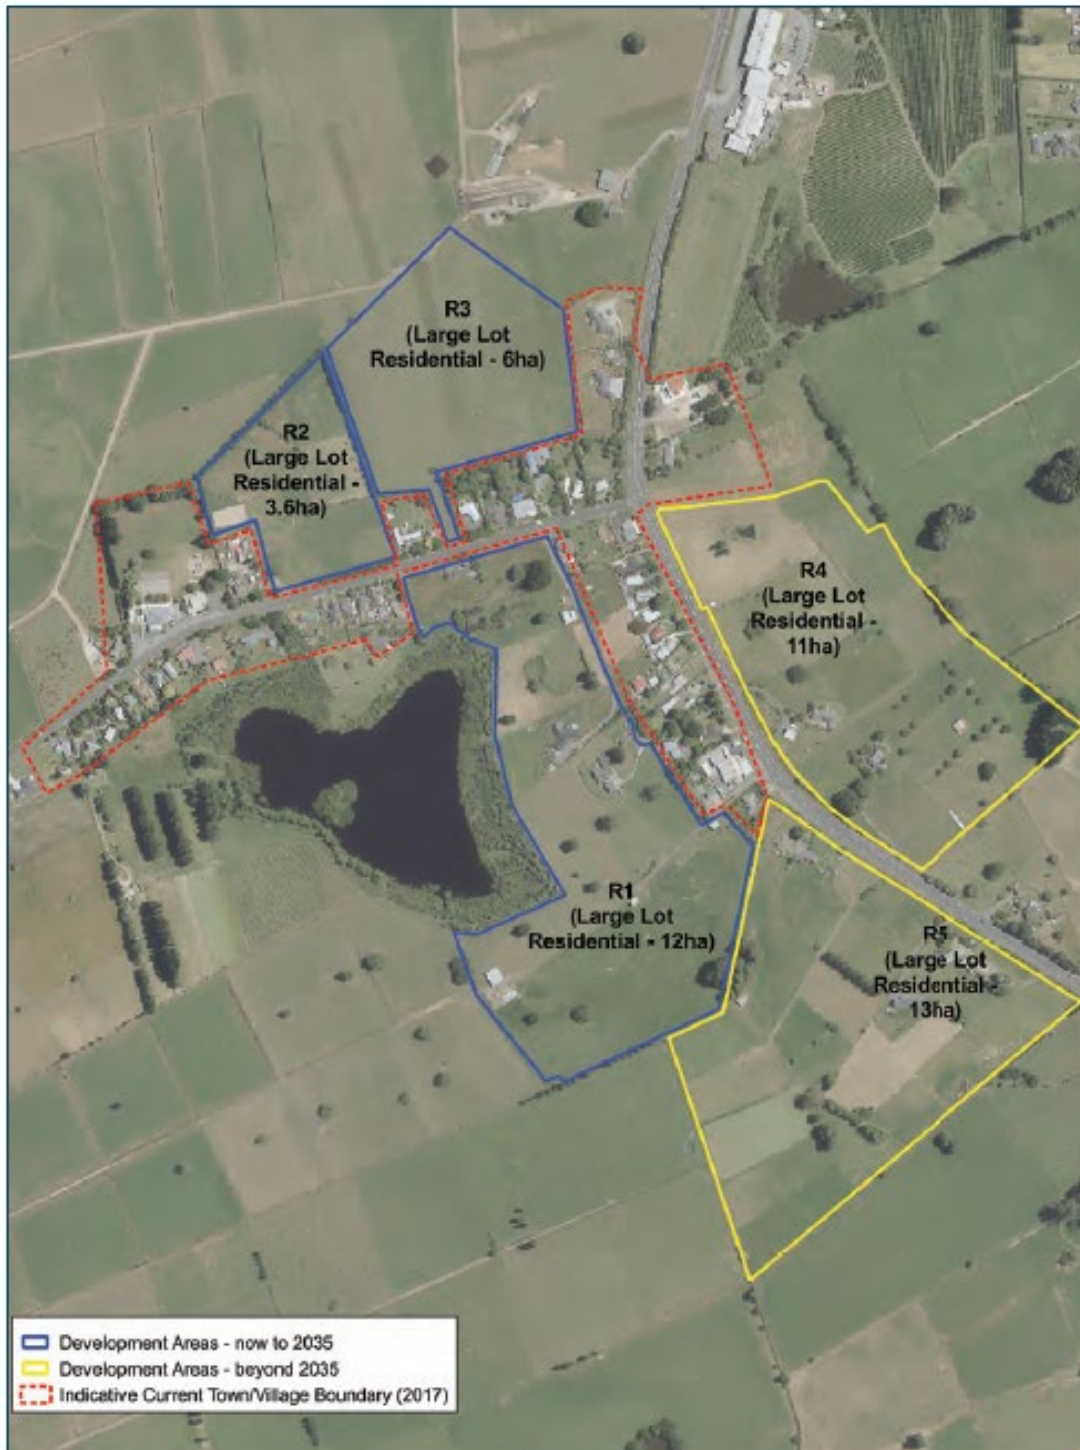 R3
(Large Lot
Residential - 6ha)
R2
(Large Lot
Residential -
3.6ha)
R4
(Large Lot
Residential -
11ha)
R1
(Large Lot
Residential - 12ha)
R5
(Large Lot
Residential -
13ha)
Development Areas - now to 2035
Development Areas - beyond 2035
Indicative Current Town/Village Boundary (2017)